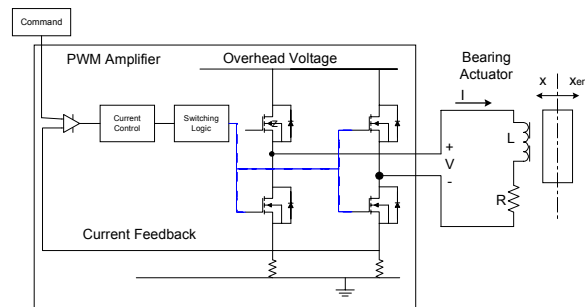 Command
PWM Amplifier
Overhead Voltage
Bearing
Actuator
x
xer
I
Current
Control
Switching
Logic
z
+
V
-
L
R
Current Feedback